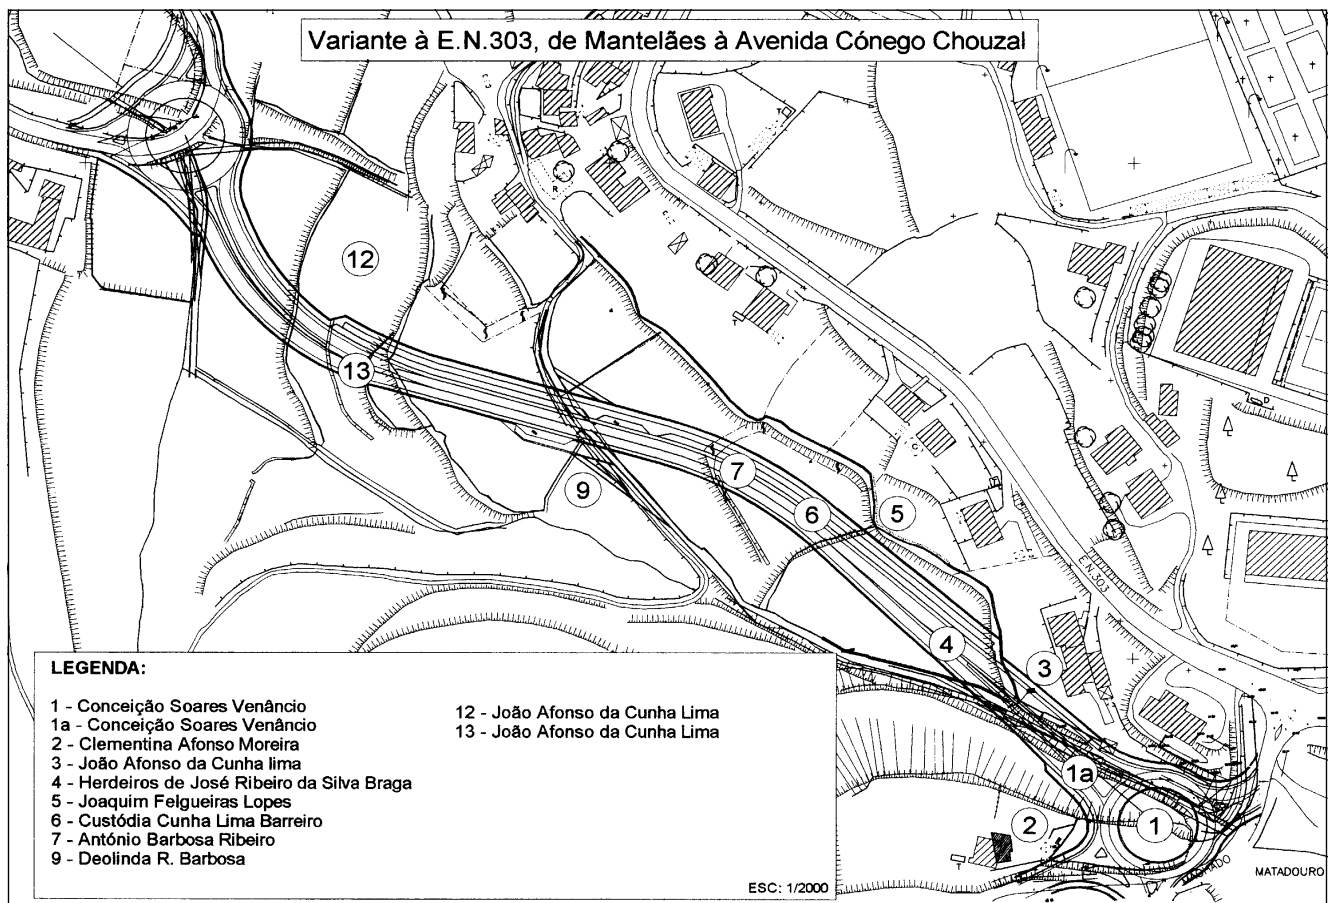 Variante à E.N.303, de Mantelães à Avenida Cónego Chouzal
12
13
7
9
6
5
E.N.303
4
3
1a
2
1
MACHADO
MATADOURO
LEGENDA:
1 - Conceição Soares Venâncio
1a - Conceição Soares Venâncio
2 - Clementina Afonso Moreira
3 - João Afonso da Cunha lima
4 - Herdeiros de José Ribeiro da Silva Braga
5 - Joaquim Felgueiras Lopes
6 - Custódia Cunha Lima Barreiro
7 - António Barbosa Ribeiro
9 - Deolinda R. Barbosa
12 - João Afonso da Cunha Lima
13 - João Afonso da Cunha Lima
ESC: 1/2000